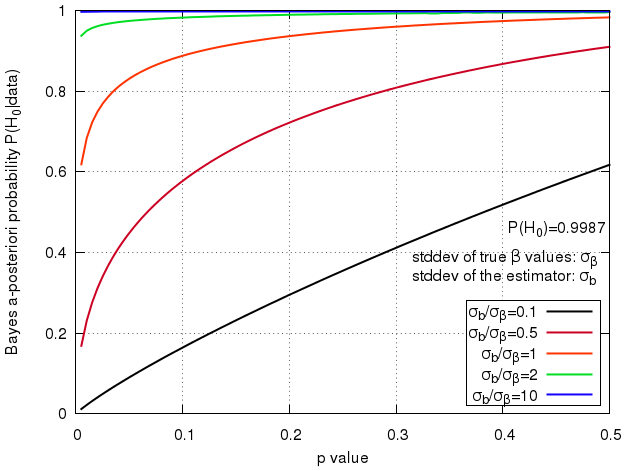 Bayes a-posteriori probability P(H₀|data)
1
0.8
0.6
0.4
0.2
0
0
0.1
0.2
0.3
0.4
0.5
p value
P(H₀)=0.9987
stddev of true β values: σᵦ
stddev of the estimator: σb
σb/σᵦ=0.1
σb/σᵦ=0.5
σb/σᵦ=1
σb/σᵦ=2
σb/σᵦ=10